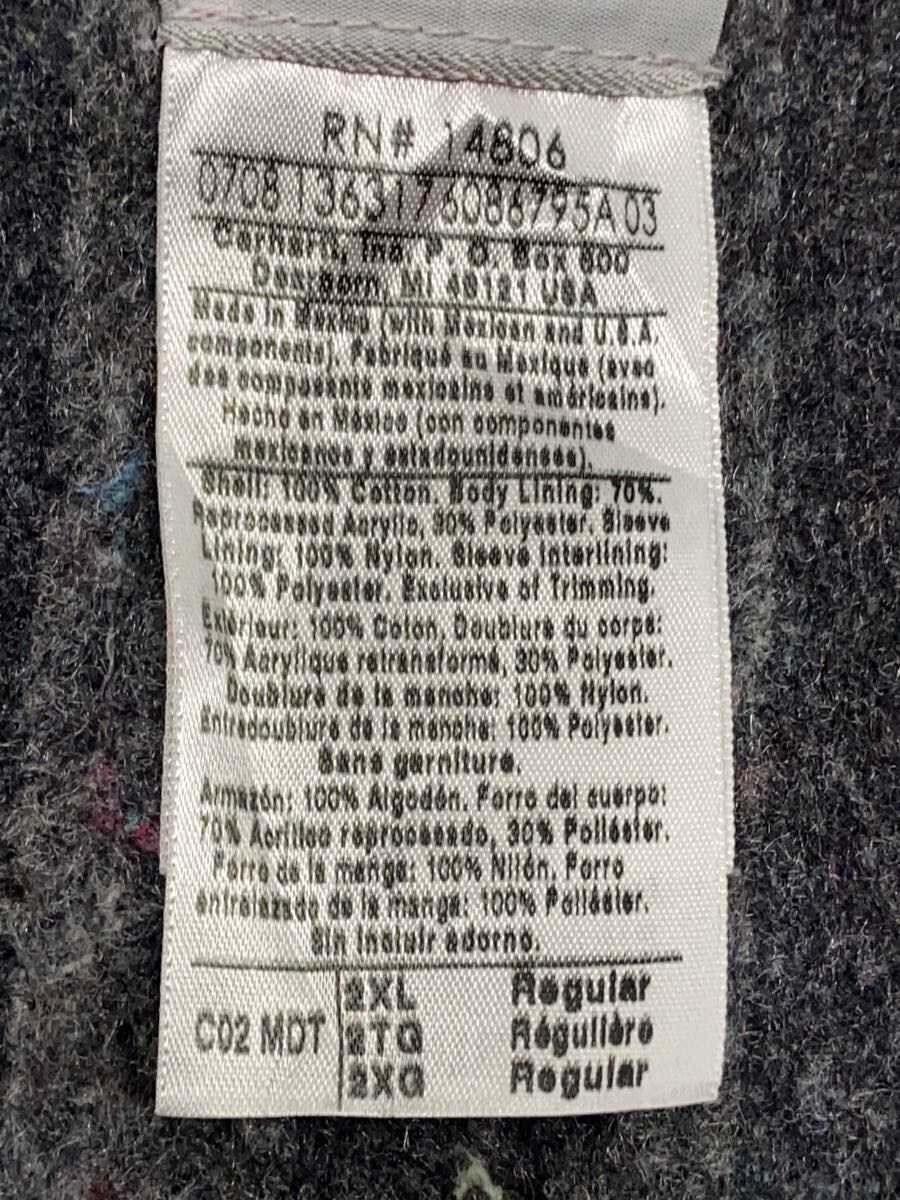 RN# 14806
0708 136317 6086795A 03
Carhartt, Inc. P. O. Box 600
Dearborn, MI 48121 USA
Made in Mexico (with Mexican and U.S.A.
components). Fabriqué au Mexique (avec
des composants mexicains et américains).
Hecho en México (con componentes
mexicanos y estadounidenses).
Shell: 100% Cotton. Body Lining: 70%.
Reprocessed Acrylic, 30% Polyester. Sleeve
Lining: 100% Nylon. Sleeve Interlining:
100% Polyester. Exclusive of Trimming.
Extérieur: 100% Coton. Doublure du corps:
70% Acrylique retransformé, 30% Polyester.
Doublure de la manche: 100% Nylon.
Entredoublure de la manche: 100% Polyester.
Sans garniture.
Armazón: 100% Algodón. Forro del cuerpo:
70% Acrílico reprocesado, 30% Poliéster.
Forro de la manga: 100% Nilón. Forro
entrelazado de la manga: 100% Poliéster.
Sin incluir adorno.
C02 MDT
2XL Regular
2TG Régulière
2XG Regular